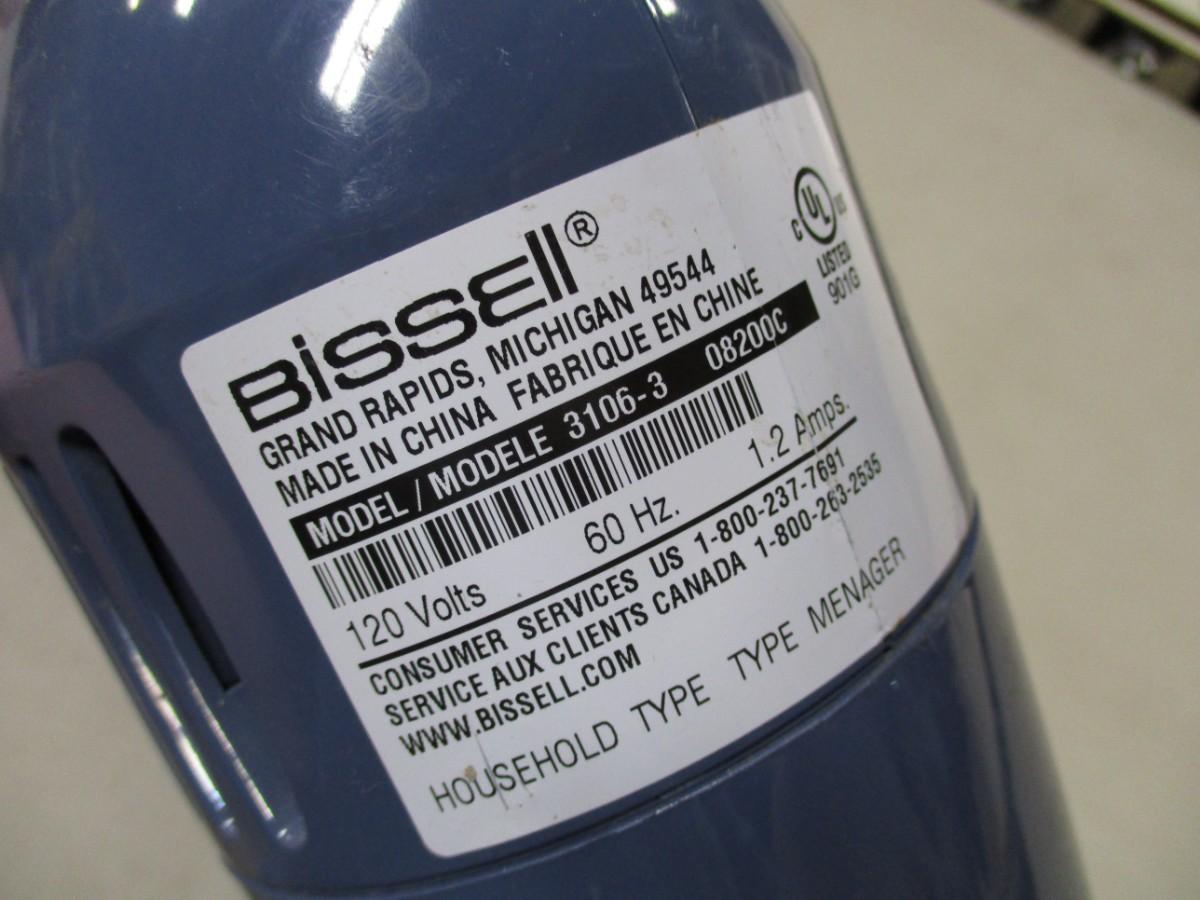 BISSELL®
GRAND RAPIDS, MICHIGAN 49544
MADE IN CHINA FABRIQUE EN CHINE
MODEL / MODELE 3106-3 08200C
120 Volts 60 Hz. 1.2 Amps.
CONSUMER SERVICES US 1-800-237-7691
SERVICE AUX CLIENTS CANADA 1-800-263-2535
WWW.BISSELL.COM
HOUSEHOLD TYPE TYPE MENAGER
C UL US
LISTED
901G